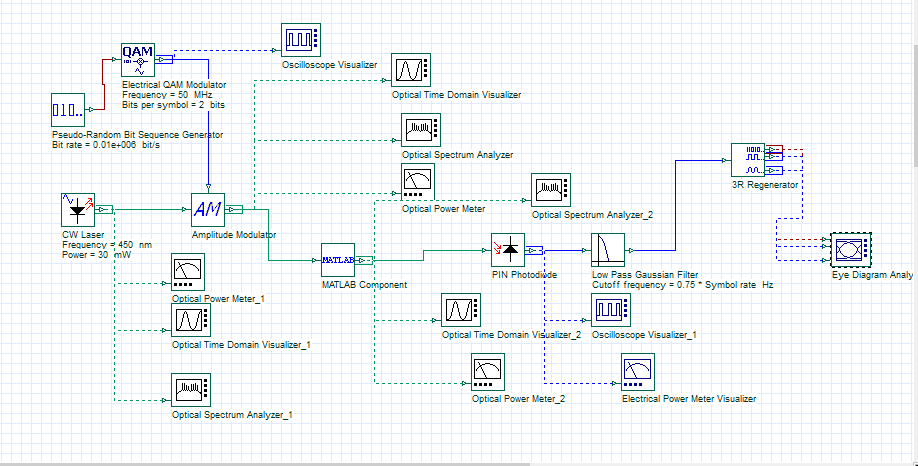 QAM
Oscilloscope Visualizer
Electrical QAM Modulator
Frequency = 50 MHz
Bits per symbol = 2 bits
Optical Time Domain Visualizer
010..
Pseudo-Random Bit Sequence Generator
Bit rate = 0.01e+006 bit/s
Optical Spectrum Analyzer
3R Regenerator
Optical Power Meter
Optical Spectrum Analyzer_2
AM
CW Laser
Frequency = 450 nm
Power = 30 mW
Amplitude Modulator
MATLAB
MATLAB Component
PIN Photodiode
Low Pass Gaussian Filter
Cutoff frequency = 0.75 * Symbol rate Hz
Eye Diagram Analy
Optical Power Meter_1
Optical Time Domain Visualizer_2
Oscilloscope Visualizer_1
Optical Time Domain Visualizer_1
Optical Power Meter_2
Electrical Power Meter Visualizer
Optical Spectrum Analyzer_1